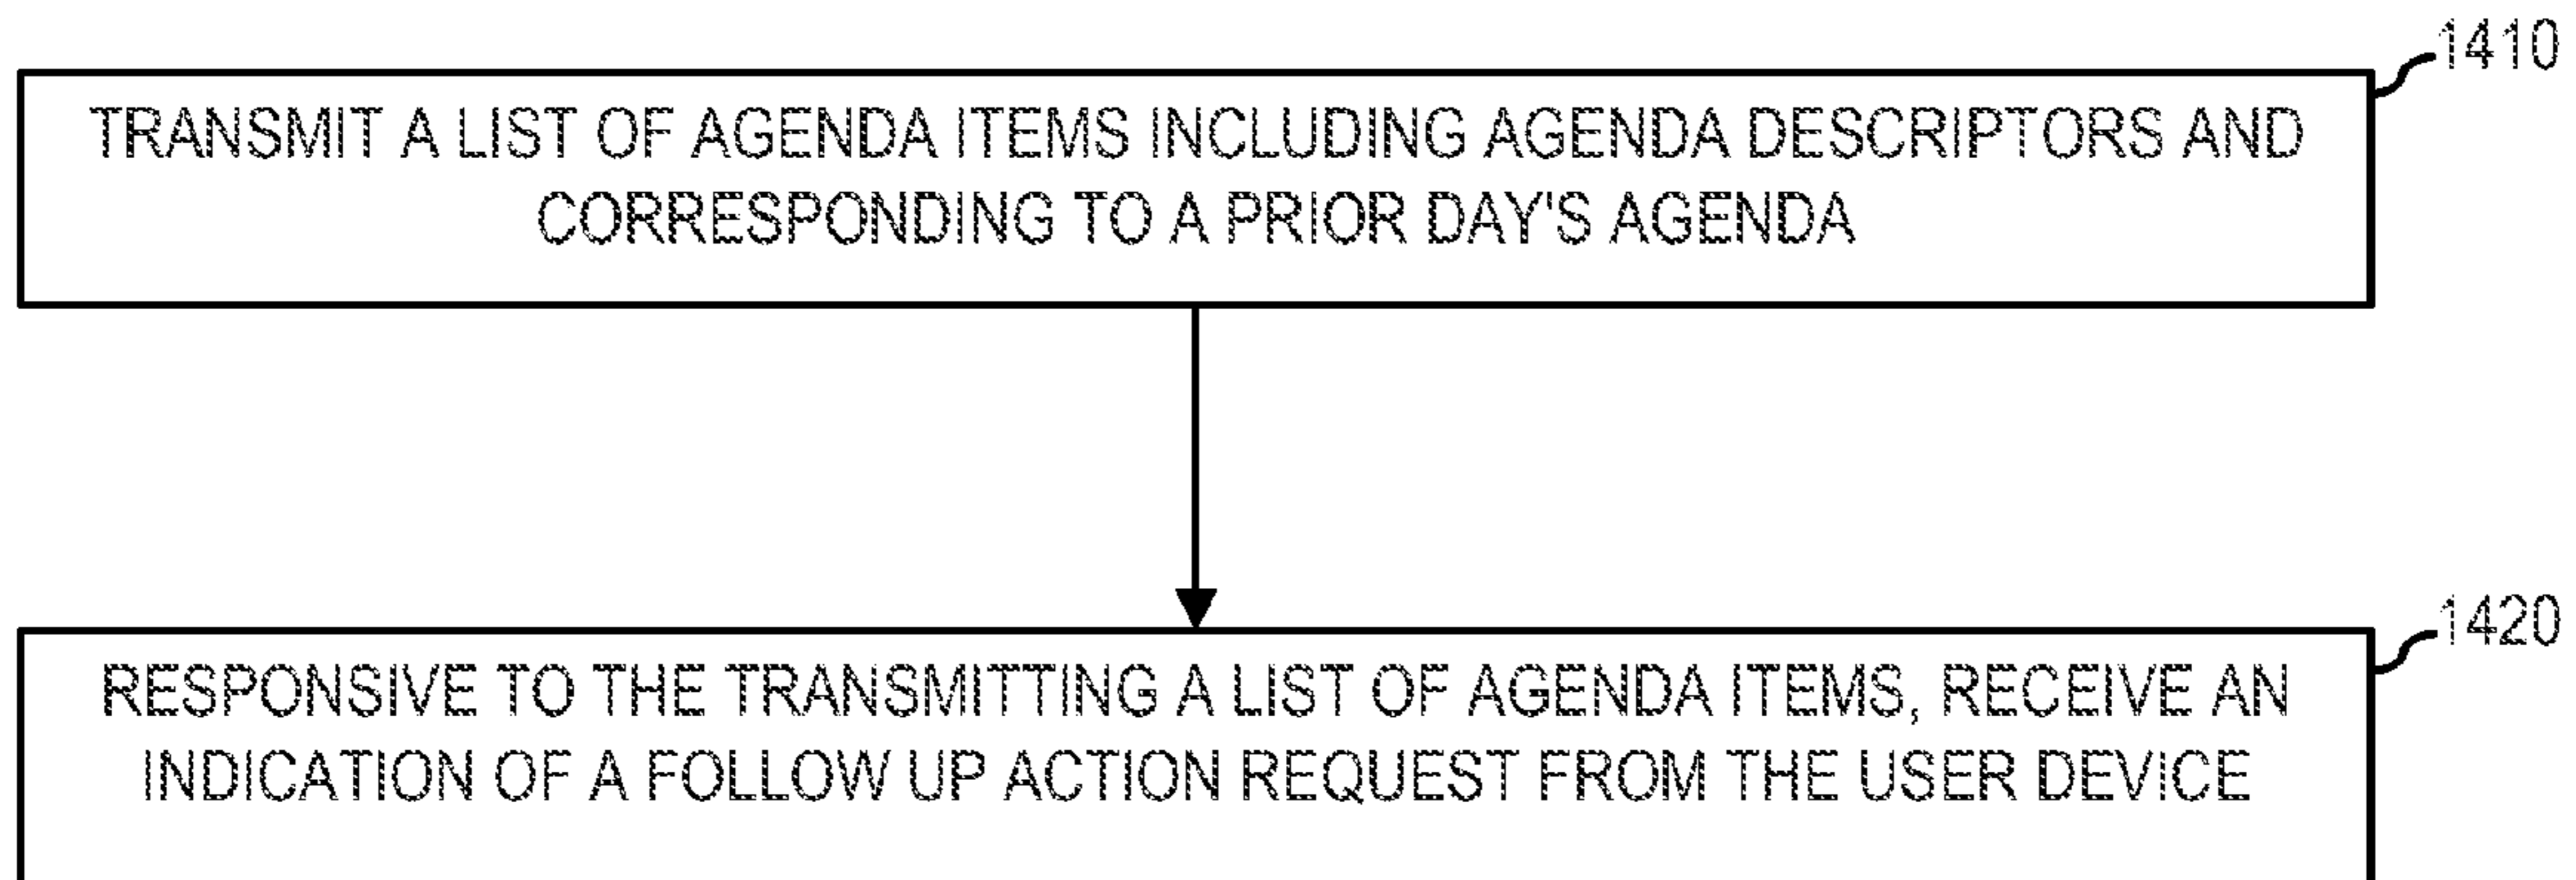 1410
TRANSMIT A LIST OF AGENDA ITEMS INCLUDING AGENDA DESCRIPTORS AND
CORRESPONDING TO A PRIOR DAY'S AGENDA
1420
RESPONSIVE TO THE TRANSMITTING A LIST OF AGENDA ITEMS, RECEIVE AN
INDICATION OF A FOLLOW UP ACTION REQUEST FROM THE USER DEVICE